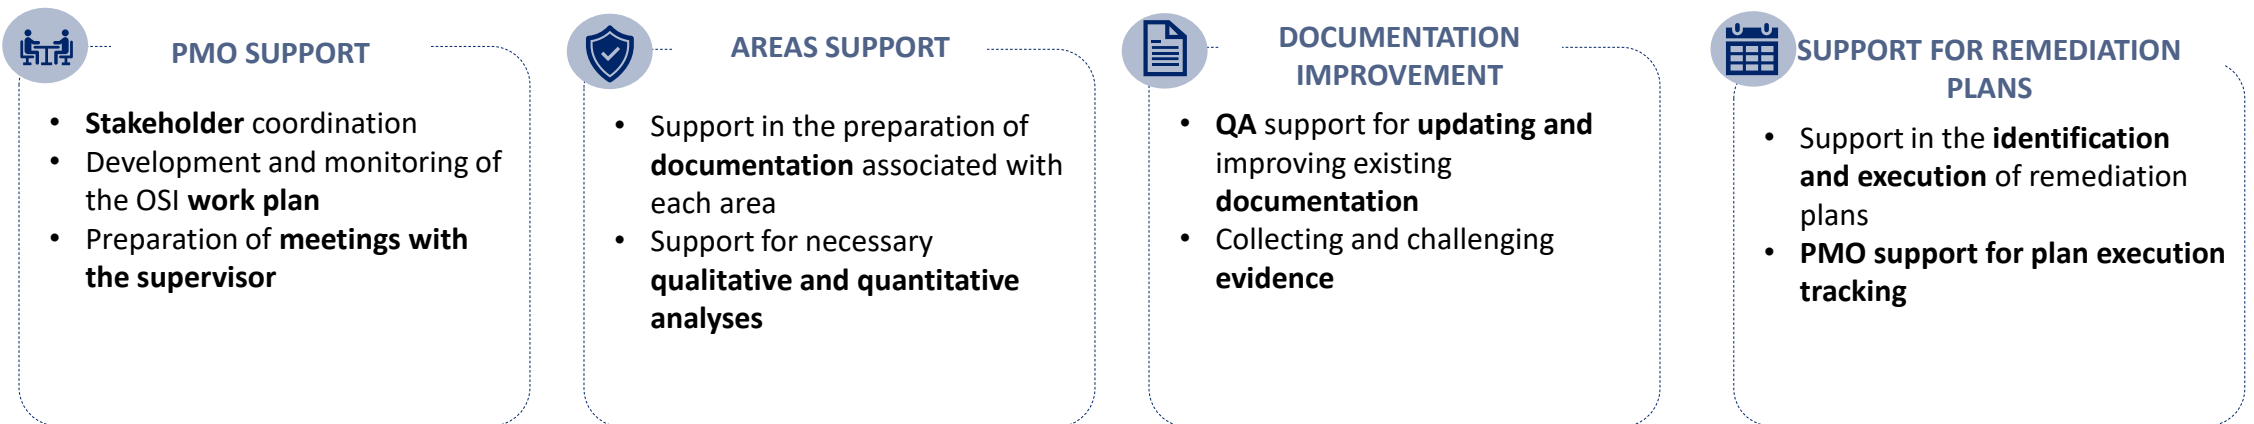 PMO SUPPORT
• Stakeholder coordination
• Development and monitoring of
the OSI work plan
• Preparation of meetings with
the supervisor
AREAS SUPPORT
• Support in the preparation of
documentation associated with
each area
• Support for necessary
qualitative and quantitative
analyses
DOCUMENTATION
IMPROVEMENT
• QA support for updating and
improving existing
documentation
• Collecting and challenging
evidence
SUPPORT FOR REMEDIATION
PLANS
• Support in the identification
and execution of remediation
plans
• PMO support for plan execution
tracking